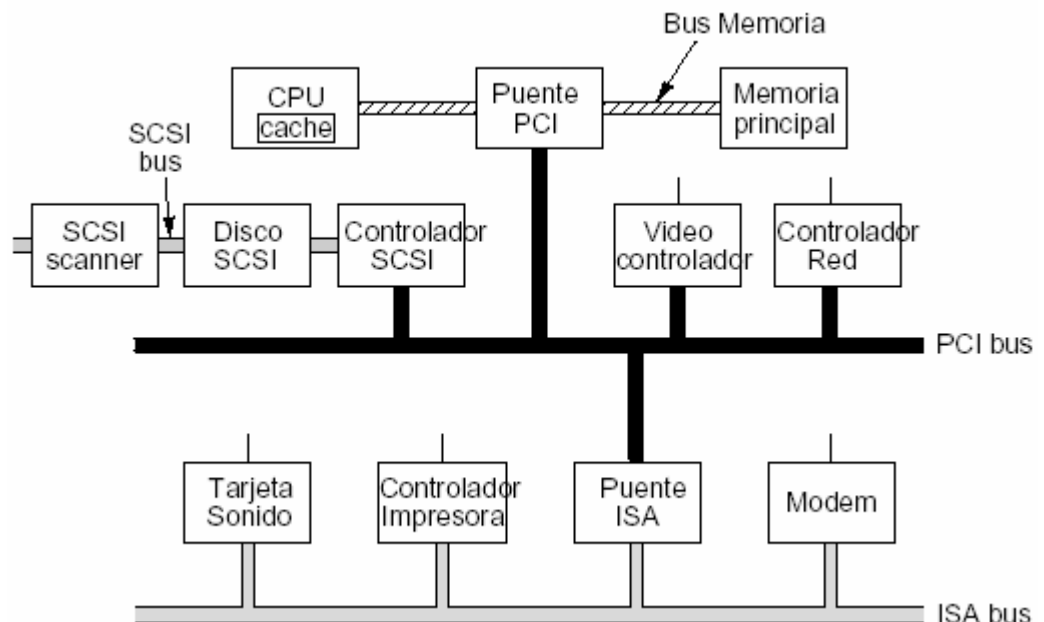 Bus Memoria
CPU
cache
Puente
PCI
Memoria
principal
SCSI
bus
SCSI
scanner
Disco
SCSI
Controlador
SCSI
Video
controlador
Controlador
Red
PCI bus
Tarjeta
Sonido
Controlador
Impresora
Puente
ISA
Modem
ISA bus